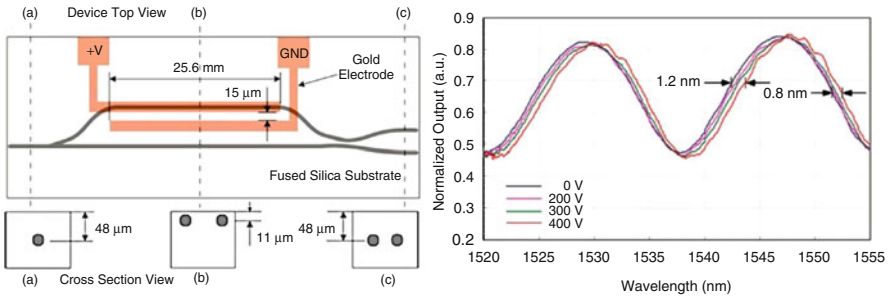 Device Top View
(a)
(b)
(c)
+V
GND
25.6 mm
15 μm
Gold
Electrode
Fused Silica Substrate
48 μm
11 μm
48 μm
(a)
Cross Section View
(b)
(c)
Normalized Output (a.u.)
0.9
0.8
0.7
0.6
0.5
0.4
0.3
0.2
1.2 nm
0.8 nm
0 V
200 V
300 V
400 V
1520
1525
1530
1535
1540
1545
1550
1555
Wavelength (nm)